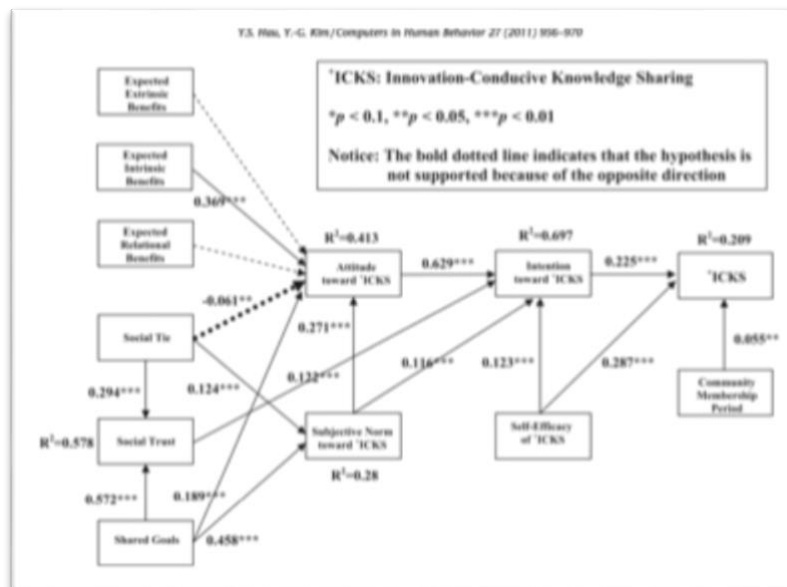 Y.S. Hau, Y.-G. Kim / Computers in Human Behavior 27 (2011) 956–970
Expected
Extrinsic
Benefits
+ICKS: Innovation-Conducive Knowledge Sharing
*p < 0.1, **p < 0.05, ***p < 0.01
Notice: The bold dotted line indicates that the hypothesis is
not supported because of the opposite direction
Expected
Intrinsic
Benefits
0.369***
Expected
Relational
Benefits
R²=0.413
Attitude
toward +ICKS
0.629***
R²=0.697
Intention
toward +ICKS
0.225***
R²=0.209
+ICKS
-0.061**
Social Tie
0.271***
0.294***
0.124***
0.122***
0.116***
0.123***
0.287***
0.055**
Community
Membership
Period
R²=0.578
Social Trust
Subjective Norm
toward +ICKS
R²=0.28
Self-Efficacy
of +ICKS
0.572***
0.189***
Shared Goals
0.458***